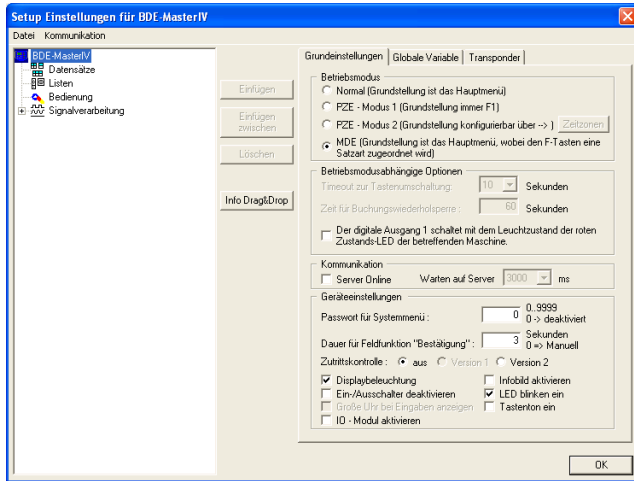 Setup Einstellungen für BDE-MasterIV
Datei Kommunikation
BDE-MasterIV
Datensätze
Listen
Bedienung
Signalverarbeitung
Einfügen
Einfügen
zwischen
Löschen
Info Drag&Drop
Grundeinstellungen Globale Variable Transponder
Betriebsmodus
Normal (Grundstellung ist das Hauptmenü)
PZE - Modus 1 (Grundstellung immer F1)
PZE - Modus 2 (Grundstellung konfigurierbar über --> ) Zeitzonen
MDE (Grundstellung ist das Hauptmenü, wobei den F-Tasten eine
Satzart zugeordnet wird)
Betriebsmodusabhängige Optionen
Timeout zur Tastenumschaltung: 10 Sekunden
Zeit für Buchungswiederholsperre : 60 Sekunden
Der digitale Ausgang 1 schaltet mit dem Leuchtzustand der roten
Zustands-LED der betreffenden Maschine.
Kommunikation
Server Online Warten auf Server 3000 ms
Geräteeinstellungen
Passwort für Systemmenü : 0 0..9999
0 -> deaktiviert
Dauer für Feldfunktion "Bestätigung" : 3 Sekunden
0 => Manuell
Zutrittskontrolle : aus Version 1 Version 2
Displaybeleuchtung Infobild aktivieren
Ein-/Ausschalter deaktivieren LED blinken ein
Große Uhr bei Eingaben anzeigen Tastenton ein
IO - Modul aktivieren
OK